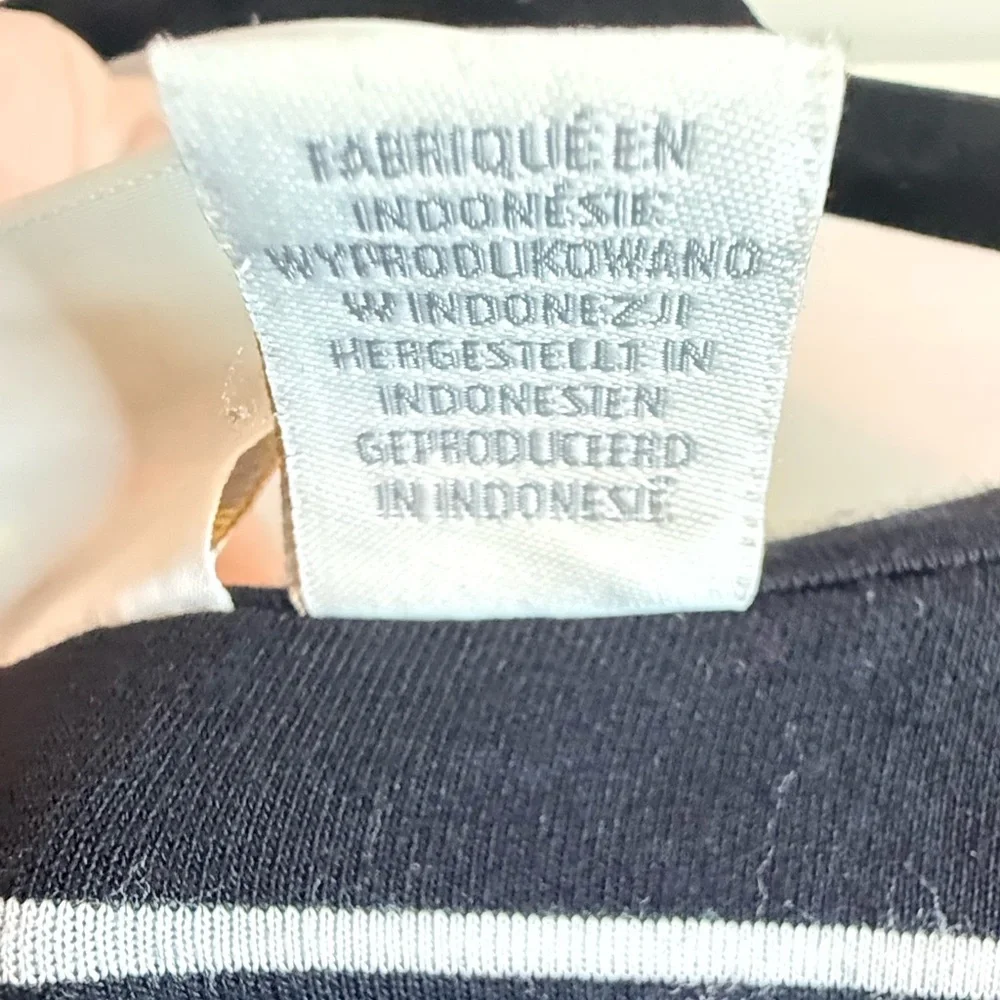 FABRIQUÉ EN
INDONÉSIE
WYPRODUKOWANO
W INDONEZJI
HERGESTELLT IN
INDONESIEN
GEPRODUCEERD
IN INDONESIË